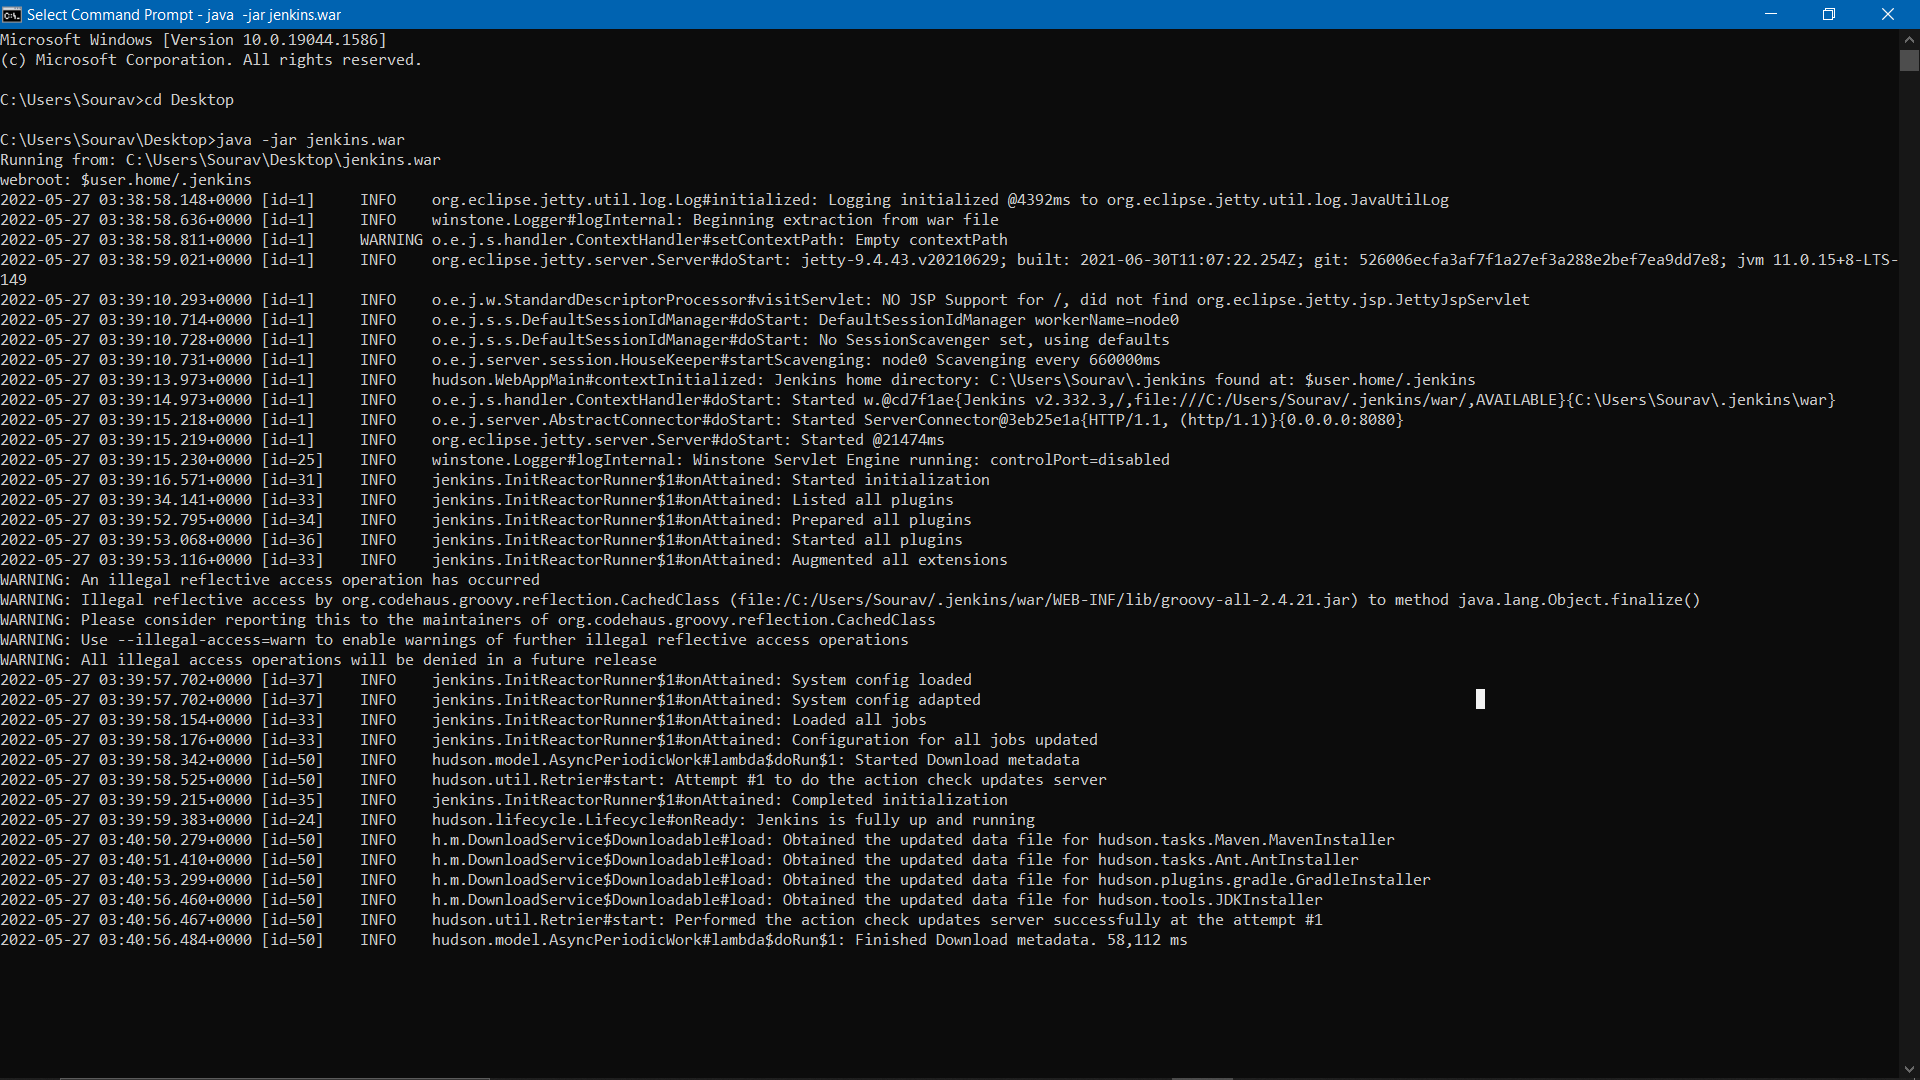 Select Command Prompt - java  -jar jenkins.war
Microsoft Windows [Version 10.0.19044.1586]
(c) Microsoft Corporation. All rights reserved.
C:\Users\Sourav>cd Desktop
C:\Users\Sourav\Desktop>java -jar jenkins.war
Running from: C:\Users\Sourav\Desktop\jenkins.war
webroot: $user.home/.jenkins
2022-05-27 03:38:58.148+0000 [id=1]     INFO    org.eclipse.jetty.util.log.Log#initialized: Logging initialized @4392ms to org.eclipse.jetty.util.log.JavaUtilLog
2022-05-27 03:38:58.636+0000 [id=1]     INFO    winstone.Logger#logInternal: Beginning extraction from war file
2022-05-27 03:38:58.811+0000 [id=1]     WARNING o.e.j.s.handler.ContextHandler#setContextPath: Empty contextPath
2022-05-27 03:38:59.021+0000 [id=1]     INFO    org.eclipse.jetty.server.Server#doStart: jetty-9.4.43.v20210629; built: 2021-06-30T11:07:22.254Z; git: 526006ecfa3af7f1a27ef3a288e2bef7ea9dd7e8; jvm 11.0.15+8-LTS-
149
2022-05-27 03:39:10.293+0000 [id=1]     INFO    o.e.j.w.StandardDescriptorProcessor#visitServlet: NO JSP Support for /, did not find org.eclipse.jetty.jsp.JettyJspServlet
2022-05-27 03:39:10.714+0000 [id=1]     INFO    o.e.j.s.s.DefaultSessionIdManager#doStart: DefaultSessionIdManager workerName=node0
2022-05-27 03:39:10.728+0000 [id=1]     INFO    o.e.j.s.s.DefaultSessionIdManager#doStart: No SessionScavenger set, using defaults
2022-05-27 03:39:10.731+0000 [id=1]     INFO    o.e.j.server.session.HouseKeeper#startScavenging: node0 Scavenging every 660000ms
2022-05-27 03:39:13.973+0000 [id=1]     INFO    hudson.WebAppMain#contextInitialized: Jenkins home directory: C:\Users\Sourav\.jenkins found at: $user.home/.jenkins
2022-05-27 03:39:14.973+0000 [id=1]     INFO    o.e.j.s.handler.ContextHandler#doStart: Started w.@cd7f1ae{Jenkins v2.332.3,/,file:///C:/Users/Sourav/.jenkins/war/,AVAILABLE}{C:\Users\Sourav\.jenkins\war}
2022-05-27 03:39:15.218+0000 [id=1]     INFO    o.e.j.server.AbstractConnector#doStart: Started ServerConnector@3eb25e1a{HTTP/1.1, (http/1.1)}{0.0.0.0:8080}
2022-05-27 03:39:15.219+0000 [id=1]     INFO    org.eclipse.jetty.server.Server#doStart: Started @21474ms
2022-05-27 03:39:15.230+0000 [id=25]    INFO    winstone.Logger#logInternal: Winstone Servlet Engine running: controlPort=disabled
2022-05-27 03:39:16.571+0000 [id=31]    INFO    jenkins.InitReactorRunner$1#onAttained: Started initialization
2022-05-27 03:39:34.141+0000 [id=33]    INFO    jenkins.InitReactorRunner$1#onAttained: Listed all plugins
2022-05-27 03:39:52.795+0000 [id=34]    INFO    jenkins.InitReactorRunner$1#onAttained: Prepared all plugins
2022-05-27 03:39:53.068+0000 [id=36]    INFO    jenkins.InitReactorRunner$1#onAttained: Started all plugins
2022-05-27 03:39:53.116+0000 [id=33]    INFO    jenkins.InitReactorRunner$1#onAttained: Augmented all extensions
WARNING: An illegal reflective access operation has occurred
WARNING: Illegal reflective access by org.codehaus.groovy.reflection.CachedClass (file:/C:/Users/Sourav/.jenkins/war/WEB-INF/lib/groovy-all-2.4.21.jar) to method java.lang.Object.finalize()
WARNING: Please consider reporting this to the maintainers of org.codehaus.groovy.reflection.CachedClass
WARNING: Use --illegal-access=warn to enable warnings of further illegal reflective access operations
WARNING: All illegal access operations will be denied in a future release
2022-05-27 03:39:57.702+0000 [id=37]    INFO    jenkins.InitReactorRunner$1#onAttained: System config loaded
2022-05-27 03:39:57.702+0000 [id=37]    INFO    jenkins.InitReactorRunner$1#onAttained: System config adapted
2022-05-27 03:39:58.154+0000 [id=33]    INFO    jenkins.InitReactorRunner$1#onAttained: Loaded all jobs
2022-05-27 03:39:58.176+0000 [id=33]    INFO    jenkins.InitReactorRunner$1#onAttained: Configuration for all jobs updated
2022-05-27 03:39:58.342+0000 [id=50]    INFO    hudson.model.AsyncPeriodicWork#lambda$doRun$1: Started Download metadata
2022-05-27 03:39:58.525+0000 [id=50]    INFO    hudson.util.Retrier#start: Attempt #1 to do the action check updates server
2022-05-27 03:39:59.215+0000 [id=35]    INFO    jenkins.InitReactorRunner$1#onAttained: Completed initialization
2022-05-27 03:39:59.383+0000 [id=24]    INFO    hudson.lifecycle.Lifecycle#onReady: Jenkins is fully up and running
2022-05-27 03:40:50.279+0000 [id=50]    INFO    h.m.DownloadService$Downloadable#load: Obtained the updated data file for hudson.tasks.Maven.MavenInstaller
2022-05-27 03:40:51.410+0000 [id=50]    INFO    h.m.DownloadService$Downloadable#load: Obtained the updated data file for hudson.tasks.Ant.AntInstaller
2022-05-27 03:40:53.299+0000 [id=50]    INFO    h.m.DownloadService$Downloadable#load: Obtained the updated data file for hudson.plugins.gradle.GradleInstaller
2022-05-27 03:40:56.460+0000 [id=50]    INFO    h.m.DownloadService$Downloadable#load: Obtained the updated data file for hudson.tools.JDKInstaller
2022-05-27 03:40:56.467+0000 [id=50]    INFO    hudson.util.Retrier#start: Performed the action check updates server successfully at the attempt #1
2022-05-27 03:40:56.484+0000 [id=50]    INFO    hudson.model.AsyncPeriodicWork#lambda$doRun$1: Finished Download metadata. 58,112 ms